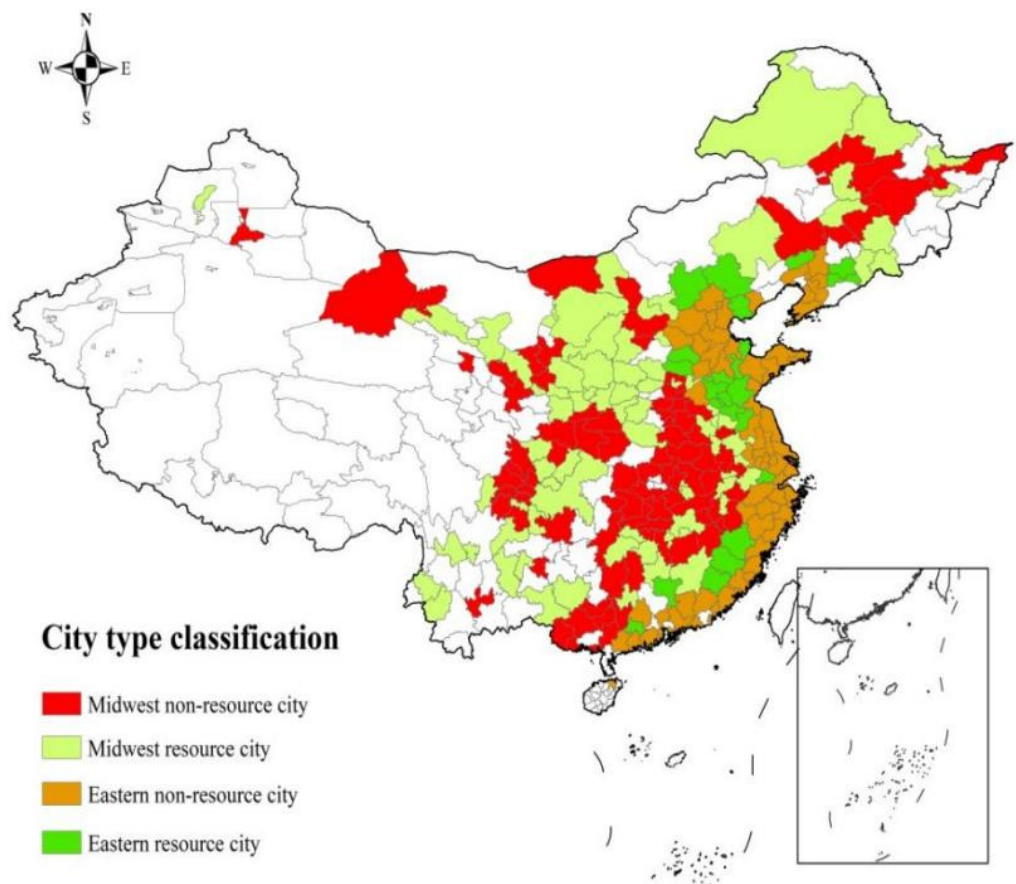 N
W E
S
City type classification
Midwest non-resource city
Midwest resource city
Eastern non-resource city
Eastern resource city